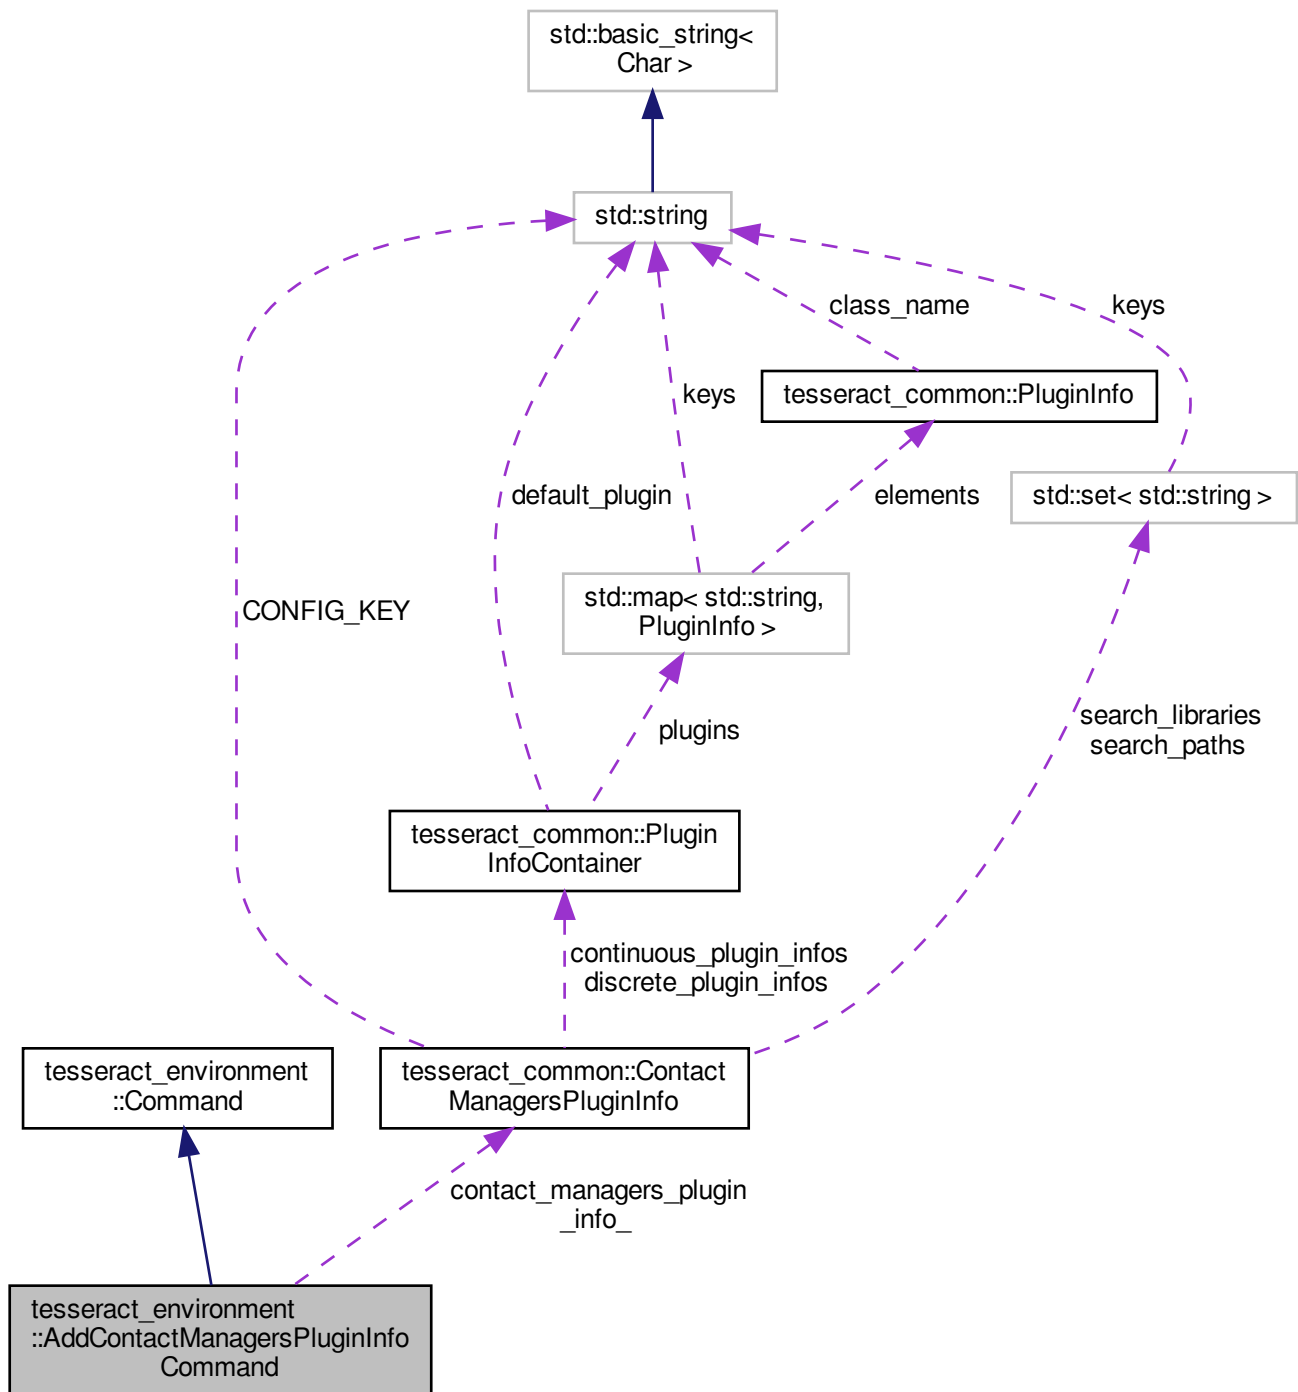 std::basic_string<
Char >
std::string
class_name
keys
keys
tesseract_common::PluginInfo
default_plugin
elements
std::set< std::string >
std::map< std::string,
PluginInfo >
CONFIG_KEY
search_libraries
search_paths
plugins
tesseract_common::Plugin
InfoContainer
continuous_plugin_infos
discrete_plugin_infos
tesseract_environment
::Command
tesseract_common::Contact
ManagersPluginInfo
contact_managers_plugin
_info_
tesseract_environment
::AddContactManagersPluginInfo
Command